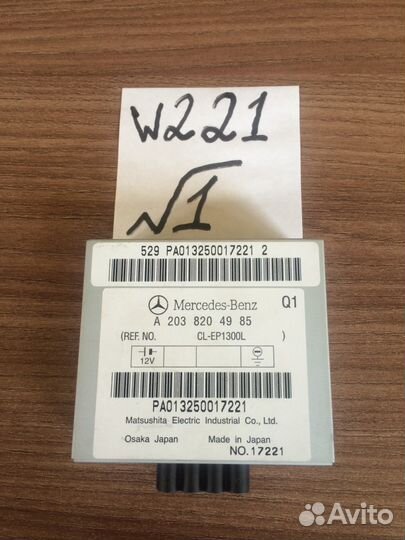 W221
√1
529 PA013250017221 2
Mercedes-Benz Q1
A 203 820 49 85
(REF. NO. CL-EP1300L )
12V
PA013250017221
Matsushita Electric Industrial Co., Ltd.
Osaka Japan Made in Japan
NO.17221
Avito